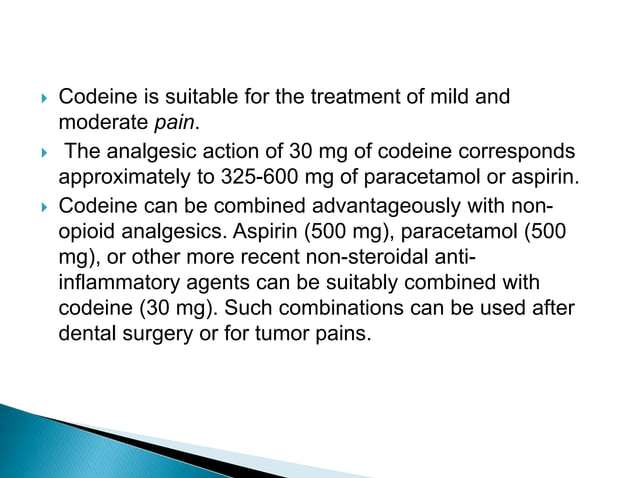 Codeine is suitable for the treatment of mild and
moderate pain.
The analgesic action of 30 mg of codeine corresponds
approximately to 325-600 mg of paracetamol or aspirin.
Codeine can be combined advantageously with non-
opioid analgesics. Aspirin (500 mg), paracetamol (500
mg), or other more recent non-steroidal anti-
inflammatory agents can be suitably combined with
codeine (30 mg). Such combinations can be used after
dental surgery or for tumor pains.